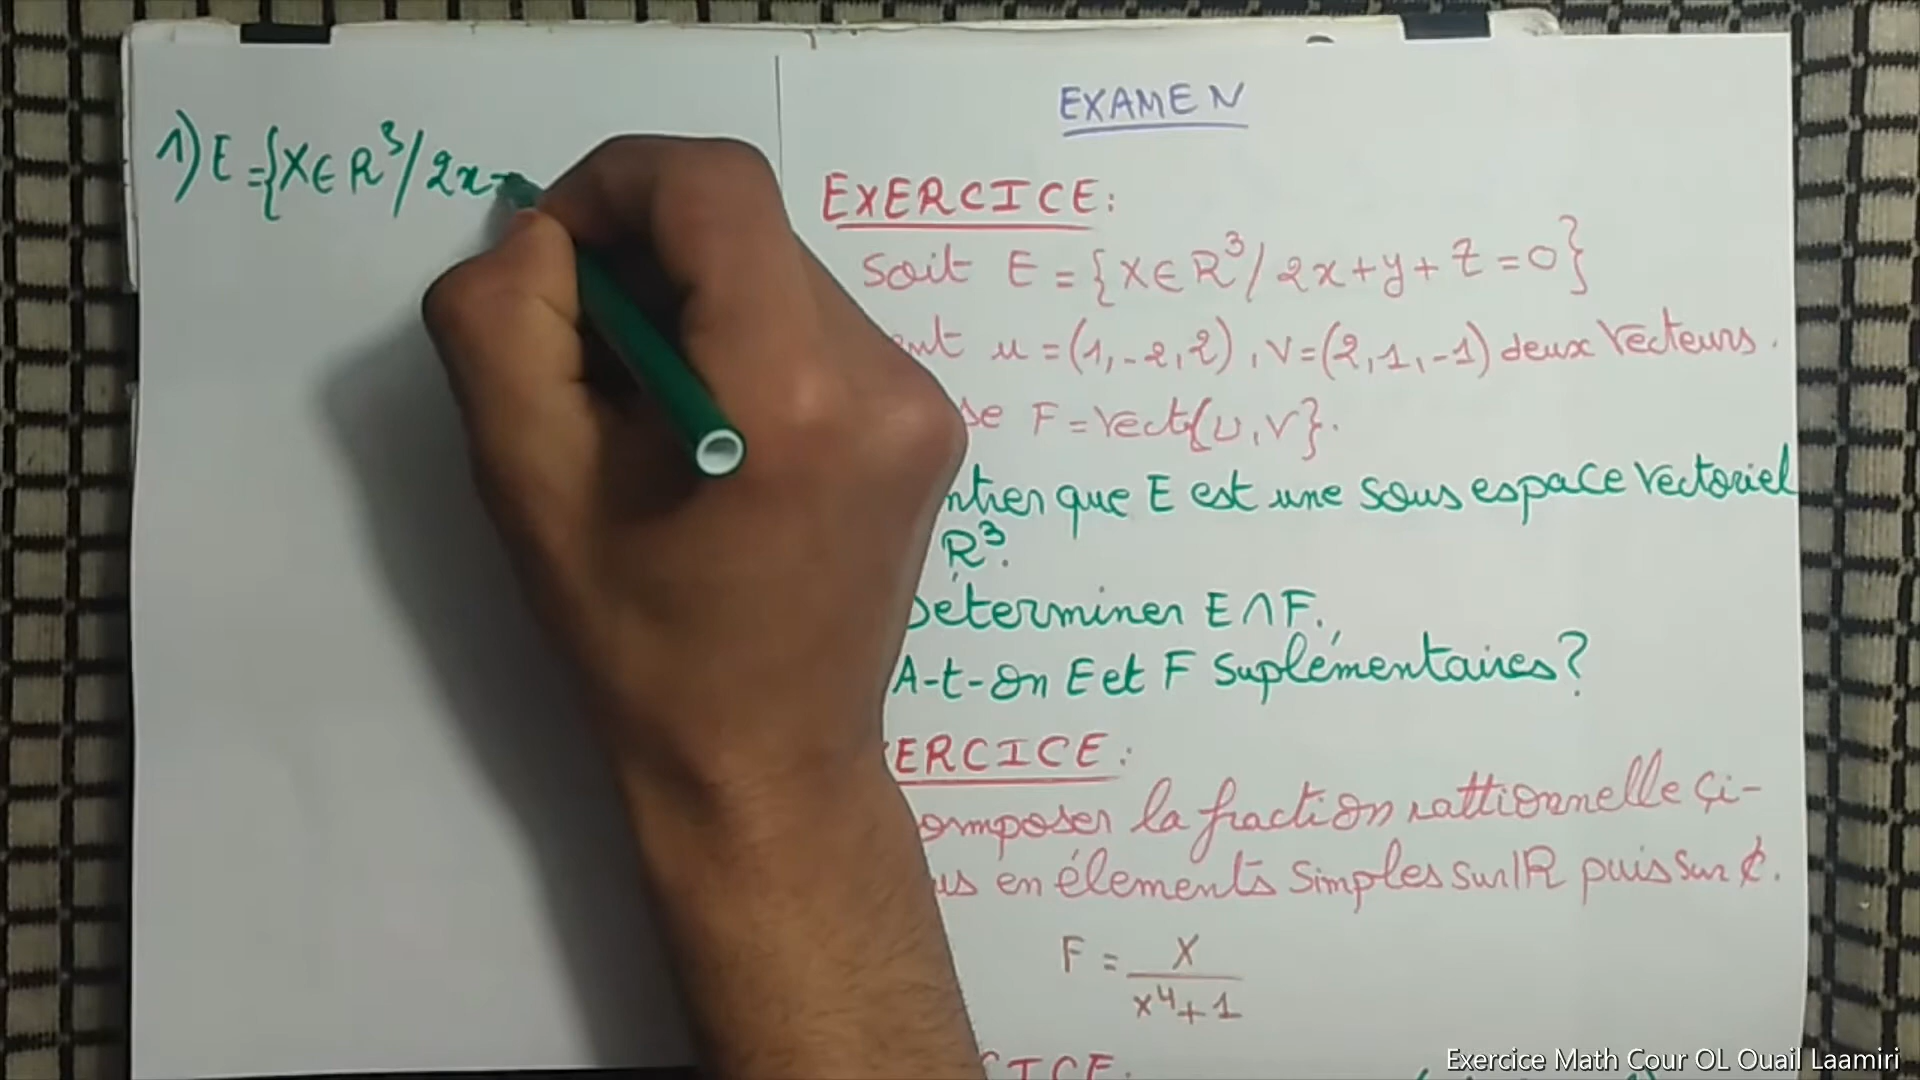 1) E = {X ∈ R³ / 2x
EXAMEN
EXERCICE:
Soit E = {X ∈ R³ / 2x + y + z = 0}
u = (1, -2, 2), V = (2, 1, -1) deux Vecteurs.
F = Vect{U, V}.
que E est une Sous espace Vectoriel
R³.
Déterminer E ∩ F.
A-t-on E et F Suplémentaires?
ERCICE:
la fraction rattionnelle çi-
en élements Simples sur IR puis sur ₵.
F = X / x⁴ + 1
Exercice Math Cour OL Ouail Laamiri